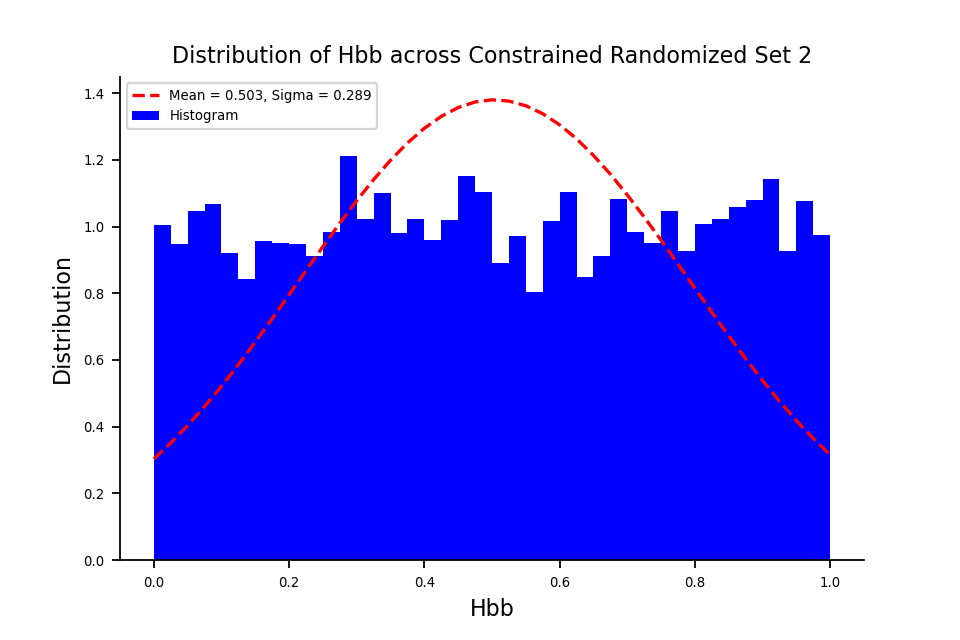 Distribution of Hbb across Constrained Randomized Set 2
Mean = 0.503, Sigma = 0.289
Histogram
Distribution
1.4
1.2
1.0
0.8
0.6
0.4
0.2
0.0
0.0 0.2 0.4 0.6 0.8 1.0
Hbb